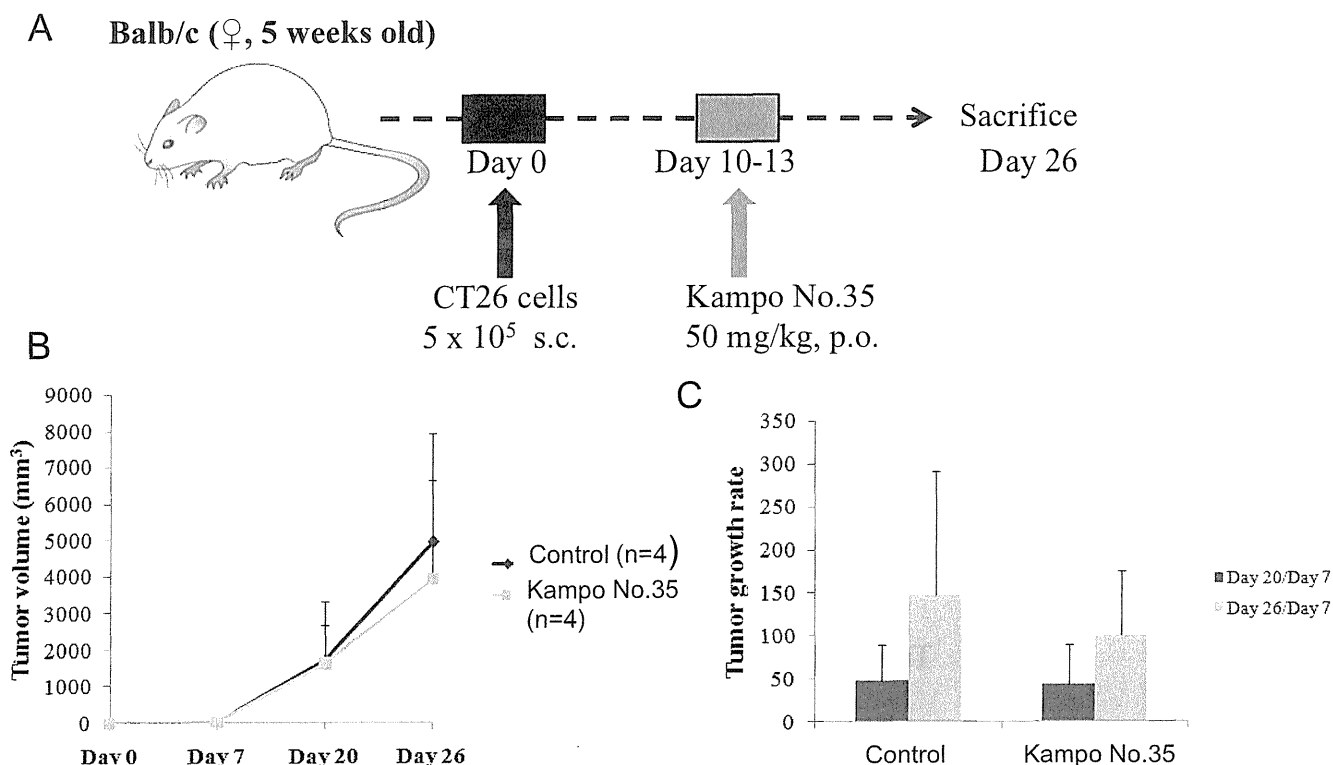 A
Balb/c (♀, 5 weeks old)
Day 0
Day 10-13
Sacrifice
Day 26
CT26 cells
5 x 10⁵ s.c.
Kampo No.35
50 mg/kg, p.o.
B
Tumor volume (mm³)
9000
8000
7000
6000
5000
4000
3000
2000
1000
0
Day 0 Day 7 Day 20 Day 26
Control (n=4)
Kampo No.35
(n=4)
C
Tumor growth rate
350
300
250
200
150
100
50
0
Control Kampo No.35
Day 20/Day 7
Day 26/Day 7